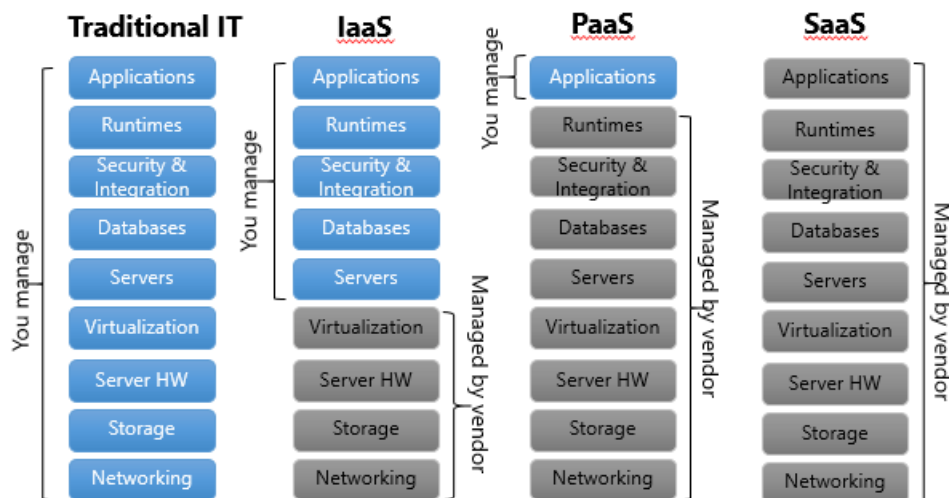 Traditional IT
IaaS
PaaS
SaaS
You manage
Applications
Runtimes
Security &
Integration
Databases
Servers
Virtualization
Server HW
Storage
Networking
You manage
Applications
Runtimes
Security &
Integration
Databases
Servers
Virtualization
Server HW
Storage
Networking
Managed by vendor
You manage
Applications
Runtimes
Security &
Integration
Databases
Servers
Virtualization
Server HW
Storage
Networking
Managed by vendor
Applications
Runtimes
Security &
Integration
Databases
Servers
Virtualization
Server HW
Storage
Networking
Managed by vendor